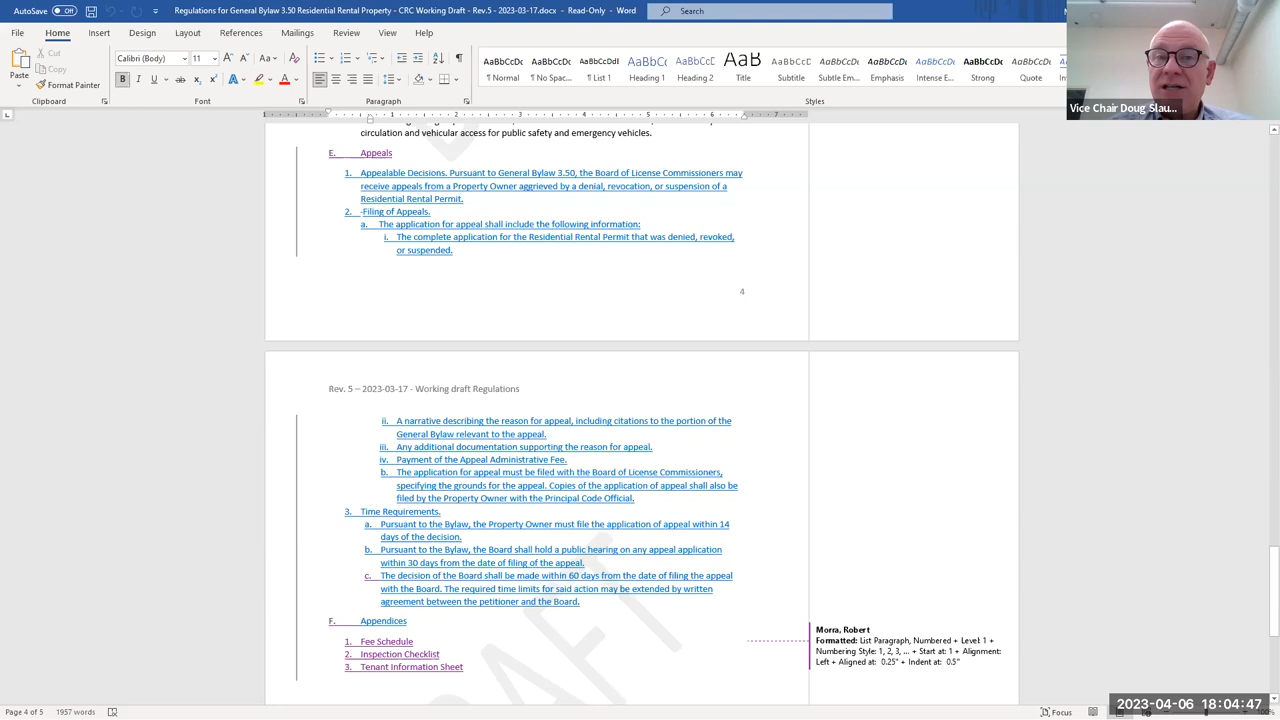 AutoSave Off
Regulations for General Bylaw 3.50 Residential Rental Property - CRC Working Draft - Rev.5 - 2023-03-17.docx - Read-Only - Word
Search
File Home Insert Design Layout References Mailings Review View Help
Paste
Cut
Copy
Format Painter
Calibri (Body) 11
Clipboard Font Paragraph Styles
¶ Normal ¶ No Spac... ¶ List 1 Heading 1 Heading 2 Title Subtitle Subtle Em... Emphasis Intense E... Strong Quote
Vice Chair Doug Slau...
circulation and vehicular access for public safety and emergency vehicles.
E. Appeals
1. Appealable Decisions. Pursuant to General Bylaw 3.50, the Board of License Commissioners may
receive appeals from a Property Owner aggrieved by a denial, revocation, or suspension of a
Residential Rental Permit.
2. -Filing of Appeals.
a. The application for appeal shall include the following information:
i. The complete application for the Residential Rental Permit that was denied, revoked,
or suspended.
4
Rev. 5 – 2023-03-17 - Working draft Regulations
ii. A narrative describing the reason for appeal, including citations to the portion of the
General Bylaw relevant to the appeal.
iii. Any additional documentation supporting the reason for appeal.
iv. Payment of the Appeal Administrative Fee.
b. The application for appeal must be filed with the Board of License Commissioners,
specifying the grounds for the appeal. Copies of the application of appeal shall also be
filed by the Property Owner with the Principal Code Official.
3. Time Requirements.
a. Pursuant to the Bylaw, the Property Owner must file the application of appeal within 14
days of the decision.
b. Pursuant to the Bylaw, the Board shall hold a public hearing on any appeal application
within 30 days from the date of filing of the appeal.
c. The decision of the Board shall be made within 60 days from the date of filing the appeal
with the Board. The required time limits for said action may be extended by written
agreement between the petitioner and the Board.
F. Appendices
1. Fee Schedule
2. Inspection Checklist
3. Tenant Information Sheet
Morra, Robert
Formatted: List Paragraph, Numbered + Level: 1 +
Numbering Style: 1, 2, 3, ... + Start at: 1 + Alignment:
Left + Aligned at: 0.25" + Indent at: 0.5"
DRAFT
2023-04-06 18:04:47
Page 4 of 5 1957 words
Focus